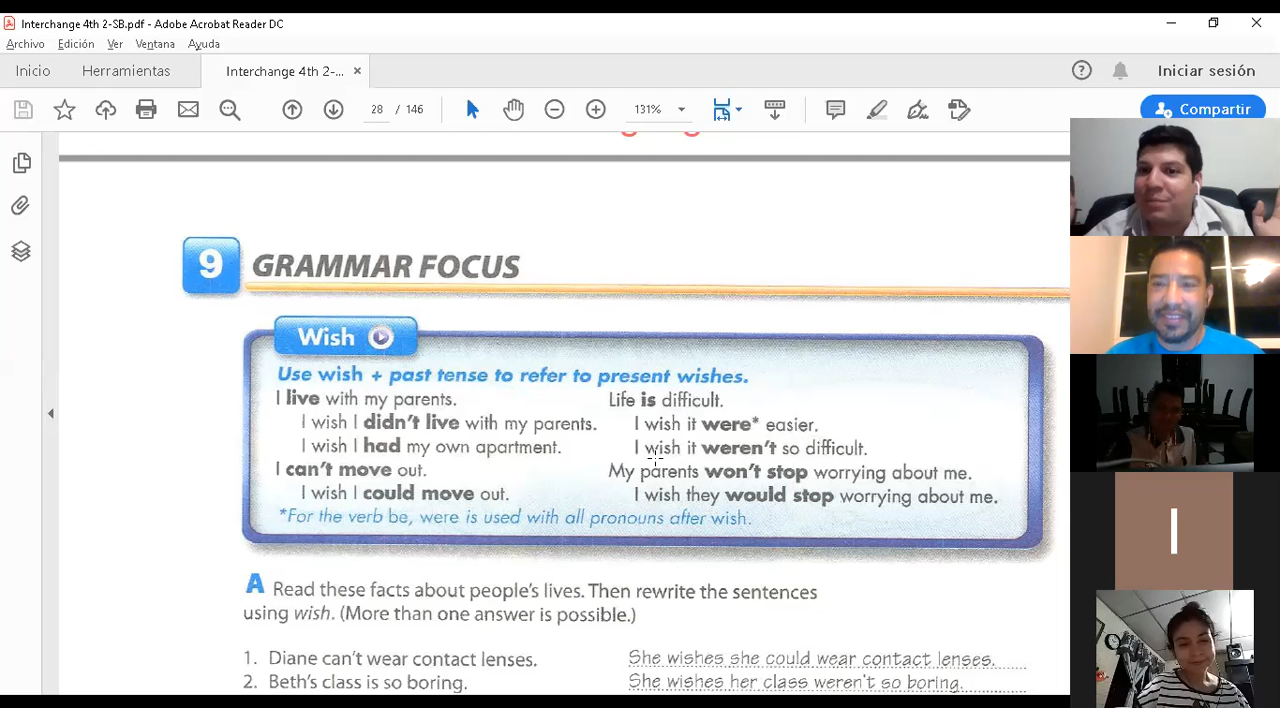 Interchange 4th 2-SB.pdf - Adobe Acrobat Reader DC
Archivo Edición Ver Ventana Ayuda
Inicio Herramientas Interchange 4th 2-... Iniciar sesión
28 / 146 131% Compartir
9 GRAMMAR FOCUS
Wish
Use wish + past tense to refer to present wishes.
I live with my parents.
I wish I didn't live with my parents.
I wish I had my own apartment.
I can't move out.
I wish I could move out.
Life is difficult.
I wish it were* easier.
I wish it weren't so difficult.
My parents won't stop worrying about me.
I wish they would stop worrying about me.
*For the verb be, were is used with all pronouns after wish.
A Read these facts about people's lives. Then rewrite the sentences
using wish. (More than one answer is possible.)
1. Diane can't wear contact lenses. She wishes she could wear contact lenses.
2. Beth's class is so boring. She wishes her class weren't so boring.
I